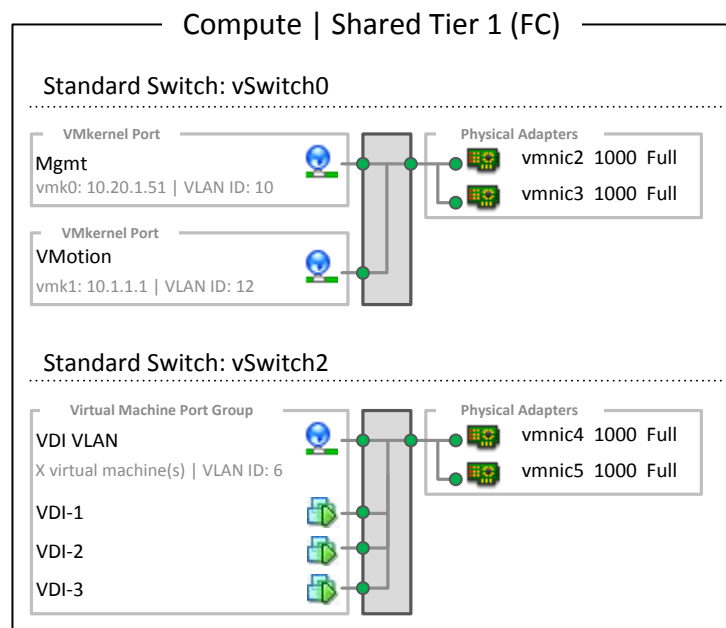 Compute | Shared Tier 1 (FC)
Standard Switch: vSwitch0
VMkernel Port
Physical Adapters
Mgmt
vmk0: 10.20.1.51 | VLAN ID: 10
vmnic2 1000 Full
vmnic3 1000 Full
VMkernel Port
VMotion
vmk1: 10.1.1.1 | VLAN ID: 12
Standard Switch: vSwitch2
Virtual Machine Port Group
Physical Adapters
VDI VLAN
X virtual machine(s) | VLAN ID: 6
vmnic4 1000 Full
vmnic5 1000 Full
VDI-1
VDI-2
VDI-3